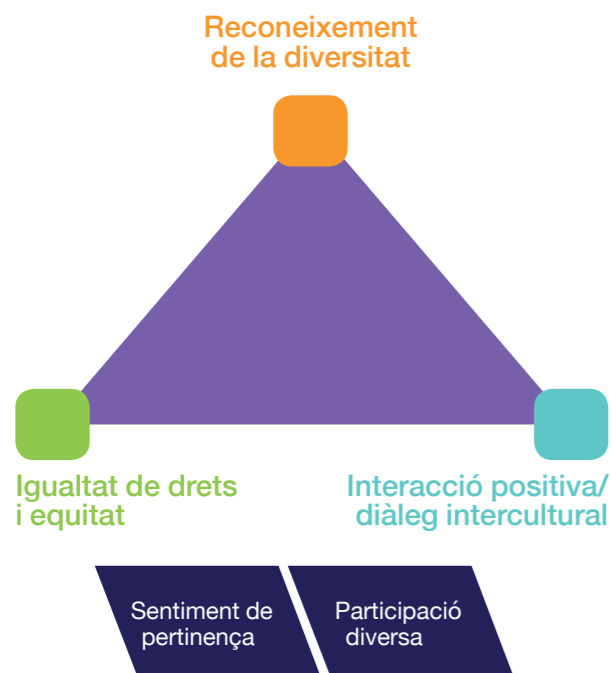 Reconeixement
de la diversitat
Igualtat de drets
i equitat
Interacció positiva/
diàleg intercultural
Sentiment de
pertinença
Participació
diversa